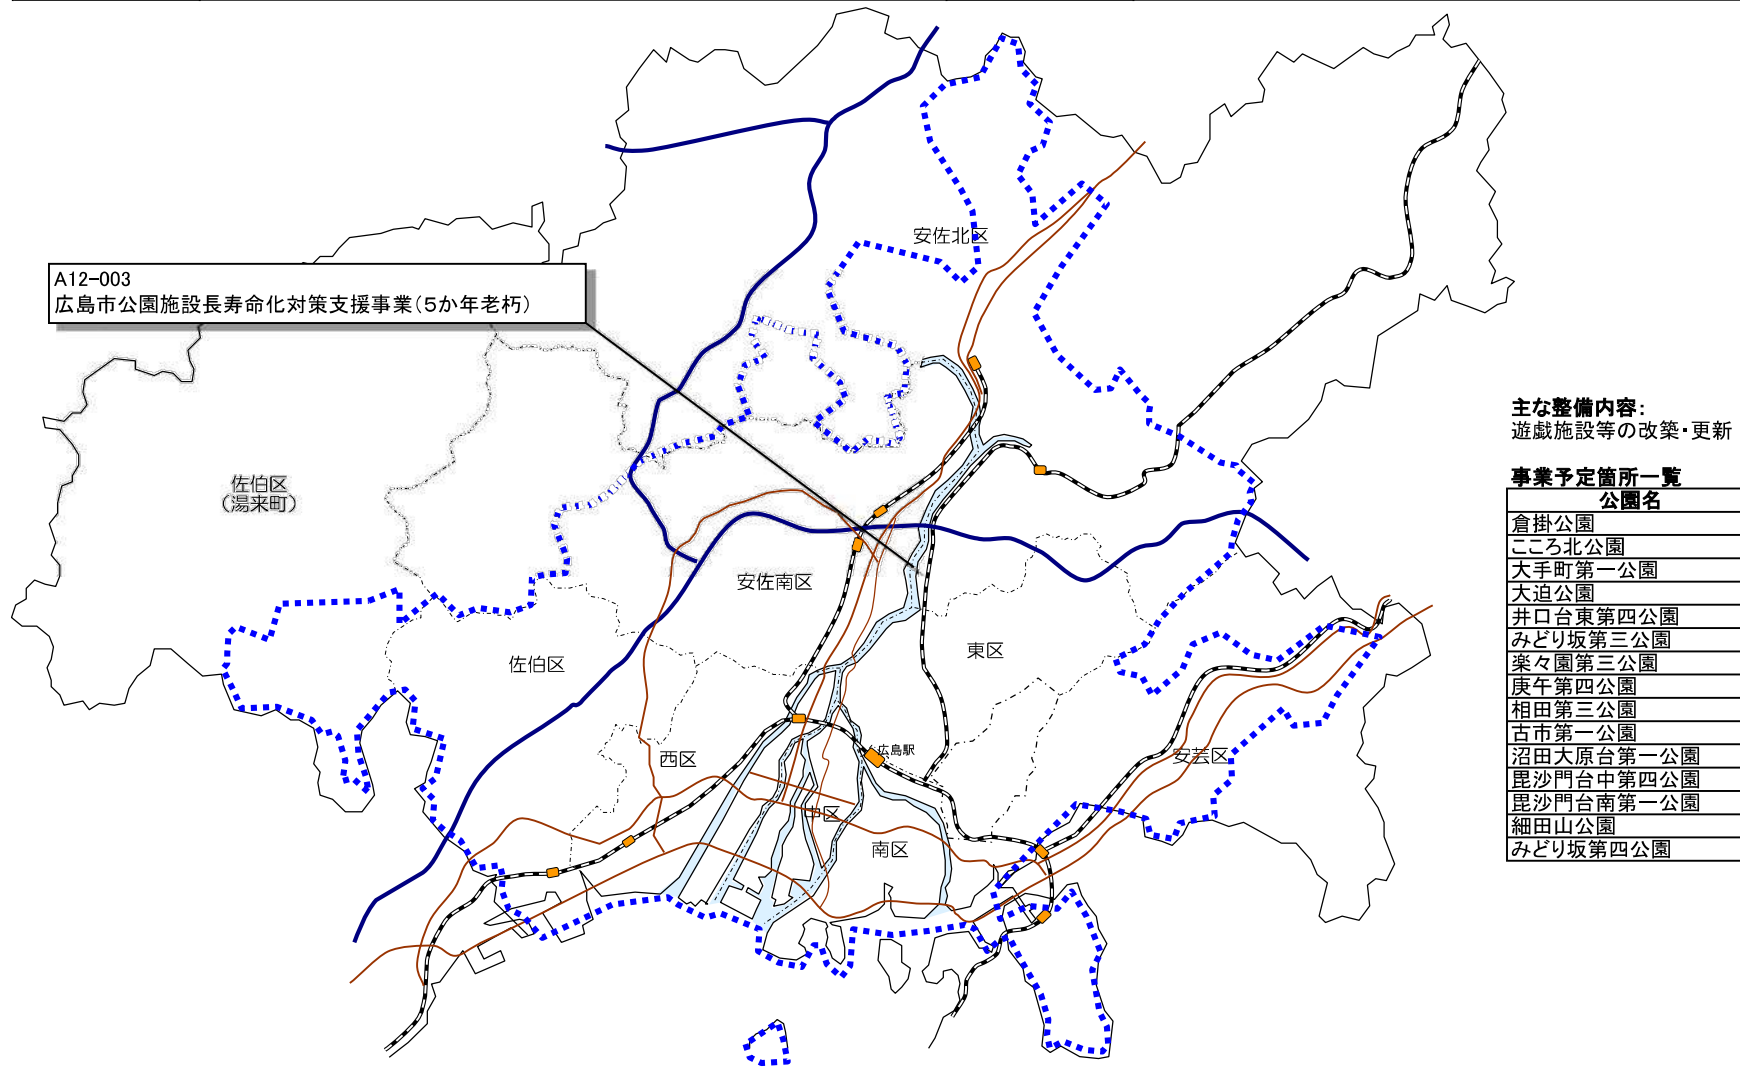 安佐北区
A12-003
広島市公園施設長寿命化対策支援事業(5か年老朽)
佐伯区
(湯来町)
安佐南区
佐伯区
東区
西区
広島駅
安芸区
中区
南区
主な整備内容:
遊戯施設等の改築・更新
事業予定箇所一覧
公園名
倉掛公園
こころ北公園
大手町第一公園
大迫公園
井口台東第四公園
みどり坂第三公園
楽々園第三公園
庚午第四公園
相田第三公園
古市第一公園
沼田大原台第一公園
毘沙門台中第四公園
毘沙門台南第一公園
細田山公園
みどり坂第四公園